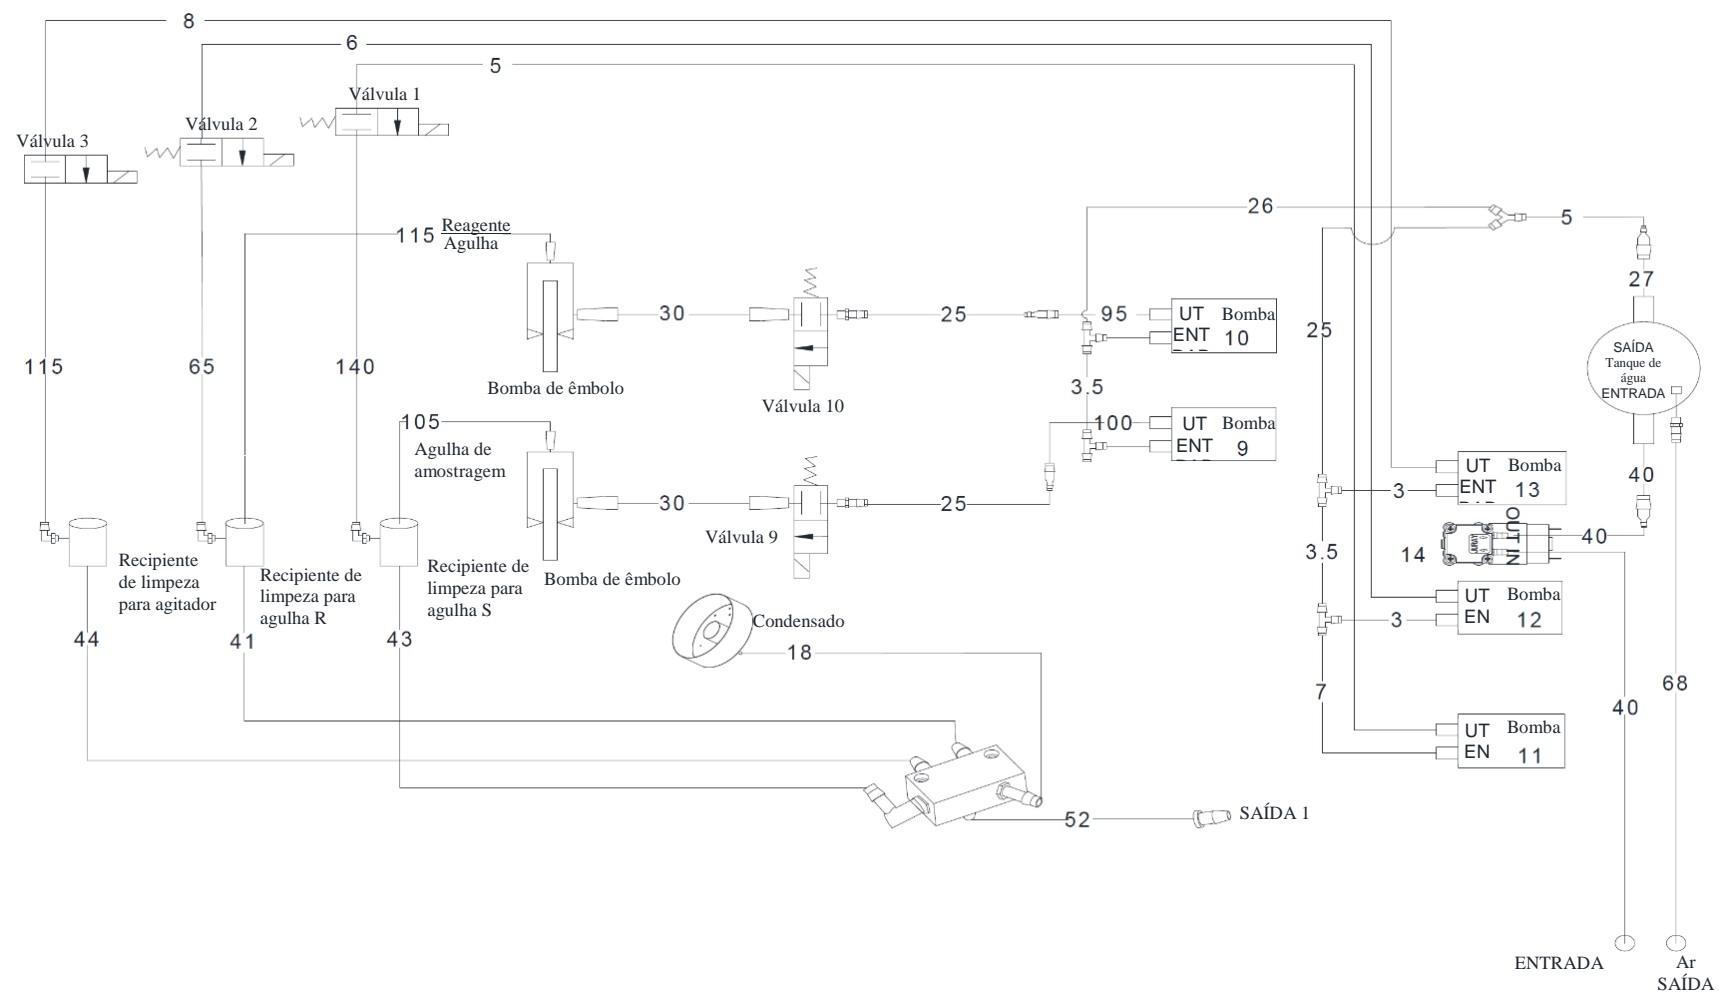 8
6
5
Válvula 1
Válvula 2
Válvula 3
26
5
115
Reagente
Agulha
27
30
25
95
UT Bomba
ENT 10
25
SAÍDA
Tanque de
água
ENTRADA
115
65
140
Bomba de êmbolo
Válvula 10
3.5
105
100
UT Bomba
ENT 9
Agulha de
amostragem
40
UT Bomba
ENT 13
3
30
25
Válvula 9
OUT IN
40
14
3.5
Recipiente
de limpeza
para agitador
Recipiente de
limpeza para
agulha R
Recipiente de
limpeza para
agulha S
Bomba de êmbolo
UT Bomba
EN 12
3
Condensado
44
41
43
18
7
68
40
UT Bomba
EN 11
52
SAÍDA 1
ENTRADA
Ar
SAÍDA